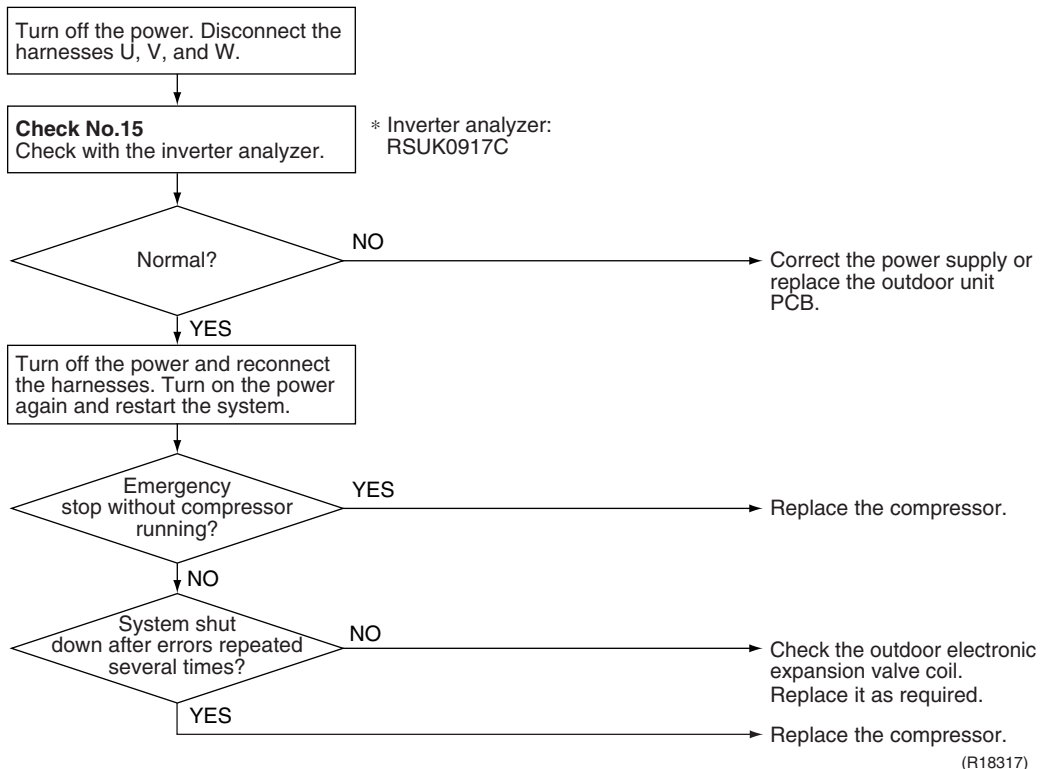 Turn off the power. Disconnect the
harnesses U, V, and W.
Check No.15
Check with the inverter analyzer.
* Inverter analyzer:
RSUK0917C
Normal?
NO
Correct the power supply or
replace the outdoor unit
PCB.
YES
Turn off the power and reconnect
the harnesses. Turn on the power
again and restart the system.
Emergency
stop without compressor
running?
YES
Replace the compressor.
NO
System shut
down after errors repeated
several times?
NO
Check the outdoor electronic
expansion valve coil.
Replace it as required.
YES
Replace the compressor.
(R18317)